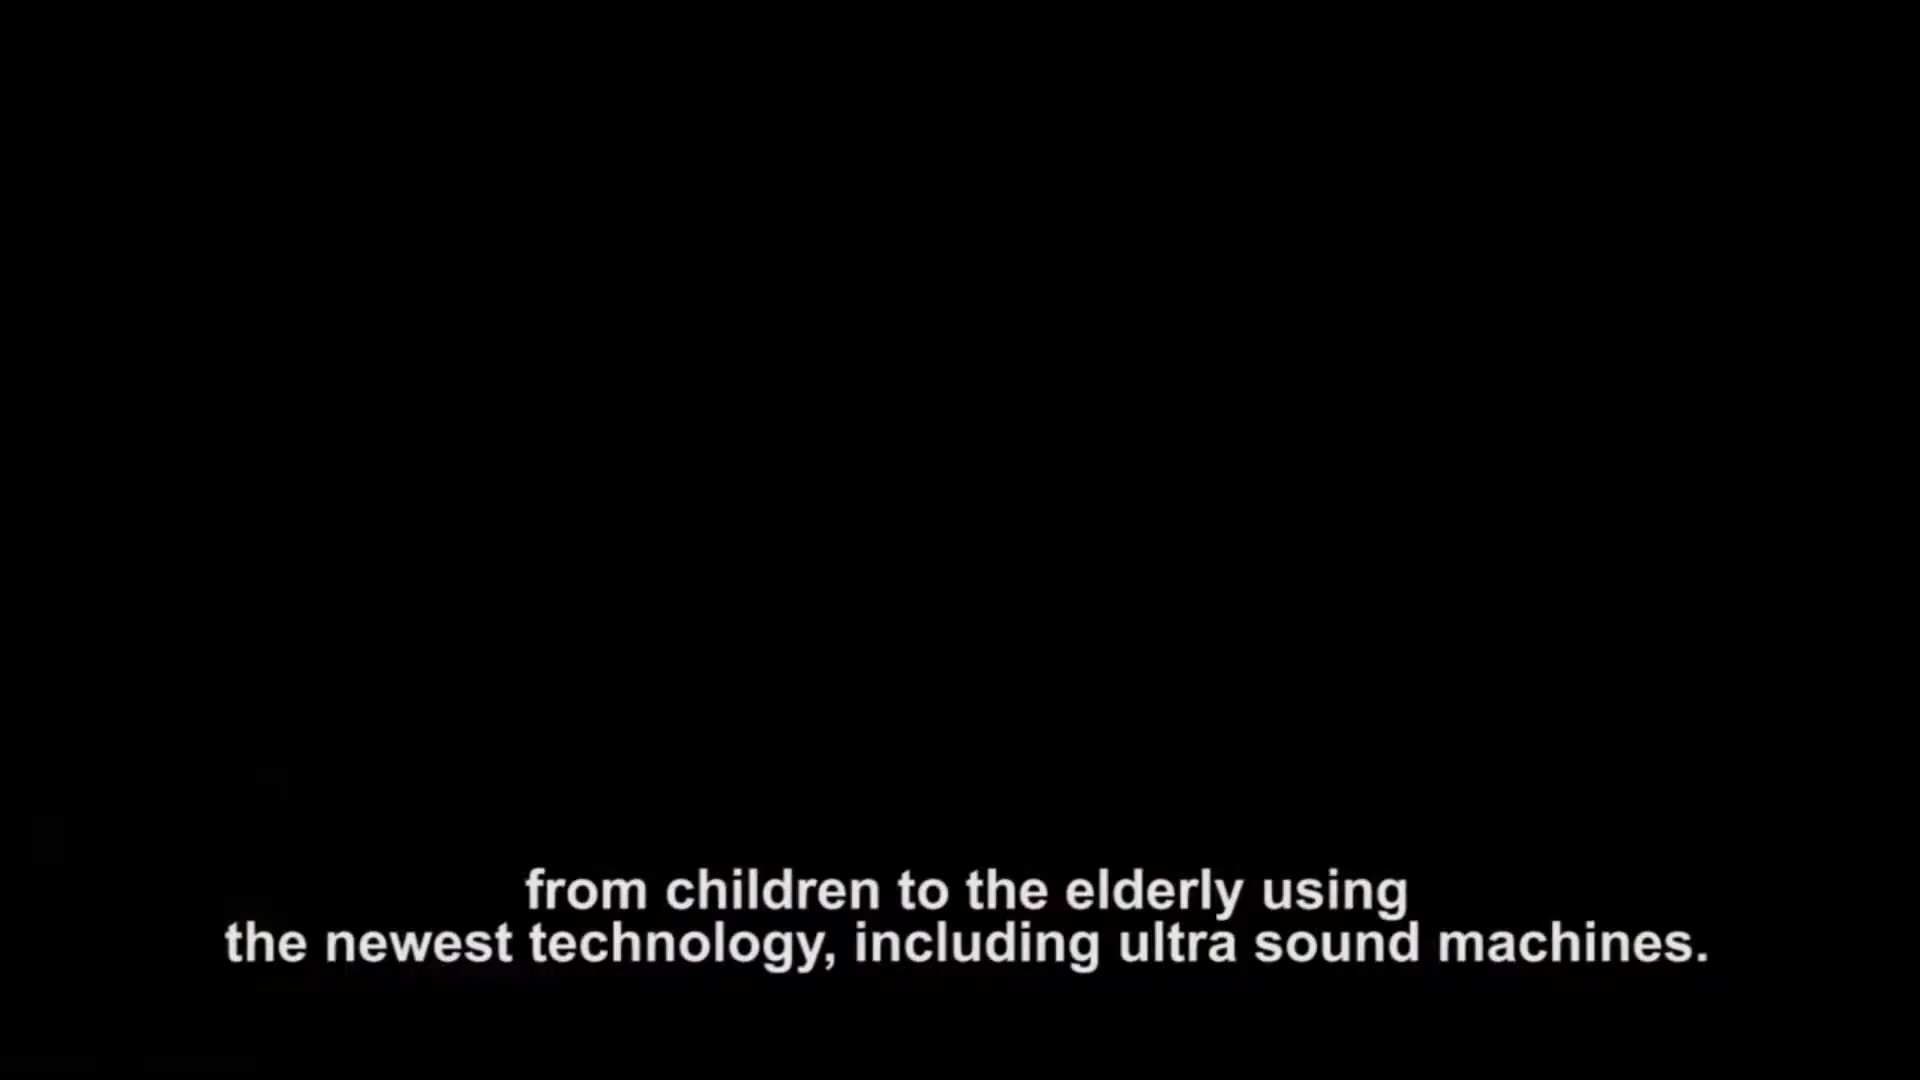 from children to the elderly using
the newest technology, including ultra sound machines.